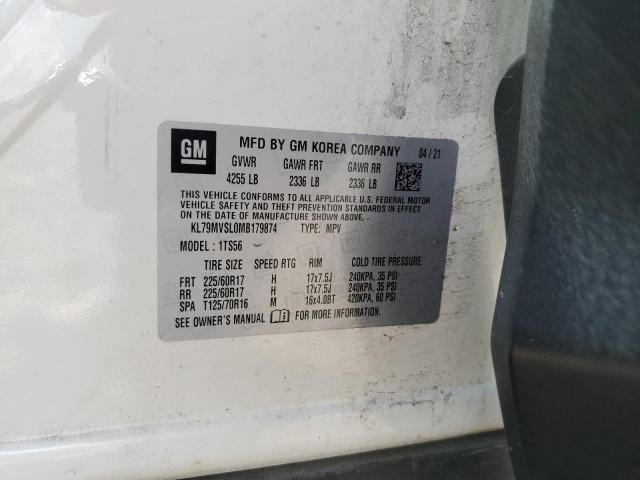 GM
MFD BY GM KOREA COMPANY 04 / 21
GVWR GAWR FRT GAWR RR
4255 LB 2336 LB 2336 LB
THIS VEHICLE CONFORMS TO ALL APPLICABLE U.S. FEDERAL MOTOR
VEHICLE SAFETY, BUMPER, AND THEFT PREVENTION STANDARDS
IN EFFECT ON THE DATE OF MANUFACTURE SHOWN ABOVE.
KL79MVSL0MB179874 TYPE: MPV
MODEL: 1TS56
TIRE SIZE SPEED RTG RIM COLD TIRE PRESSURE
FRT 225/60R17 H 17x7.5J 240KPA, 35 PSI
RR 225/60R17 H 17x7.5J 240KPA, 35 PSI
SPA T125/70R16 M 16x4.0BT 420KPA, 60 PSI
SEE OWNER'S MANUAL FOR MORE INFORMATION.